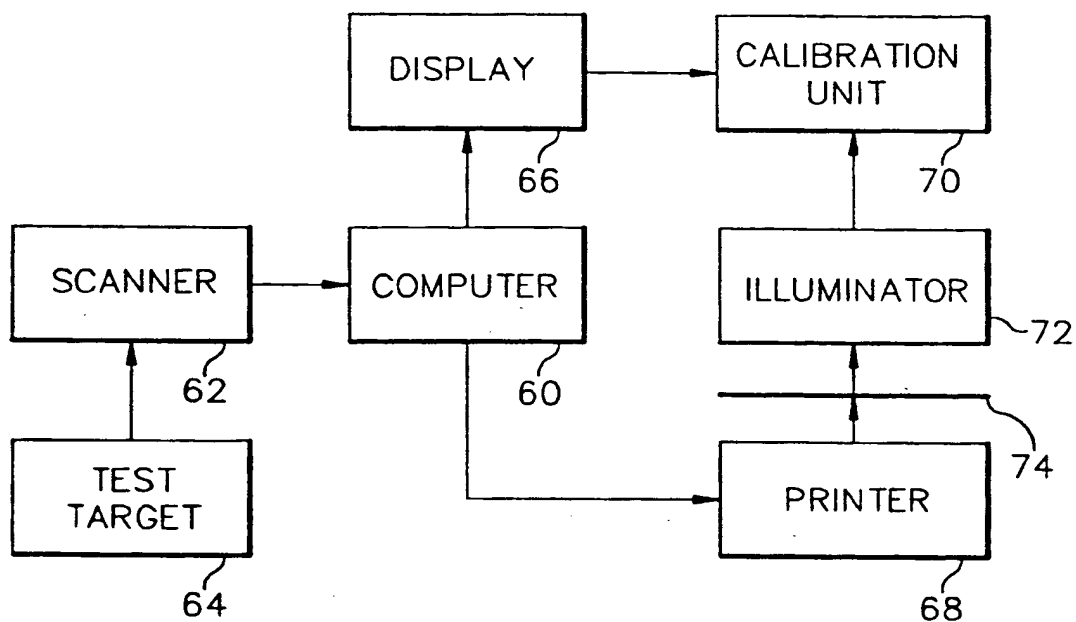 DISPLAY
CALIBRATION
UNIT
66
70
SCANNER
COMPUTER
ILLUMINATOR
62
60
72
TEST
TARGET
PRINTER
74
64
68